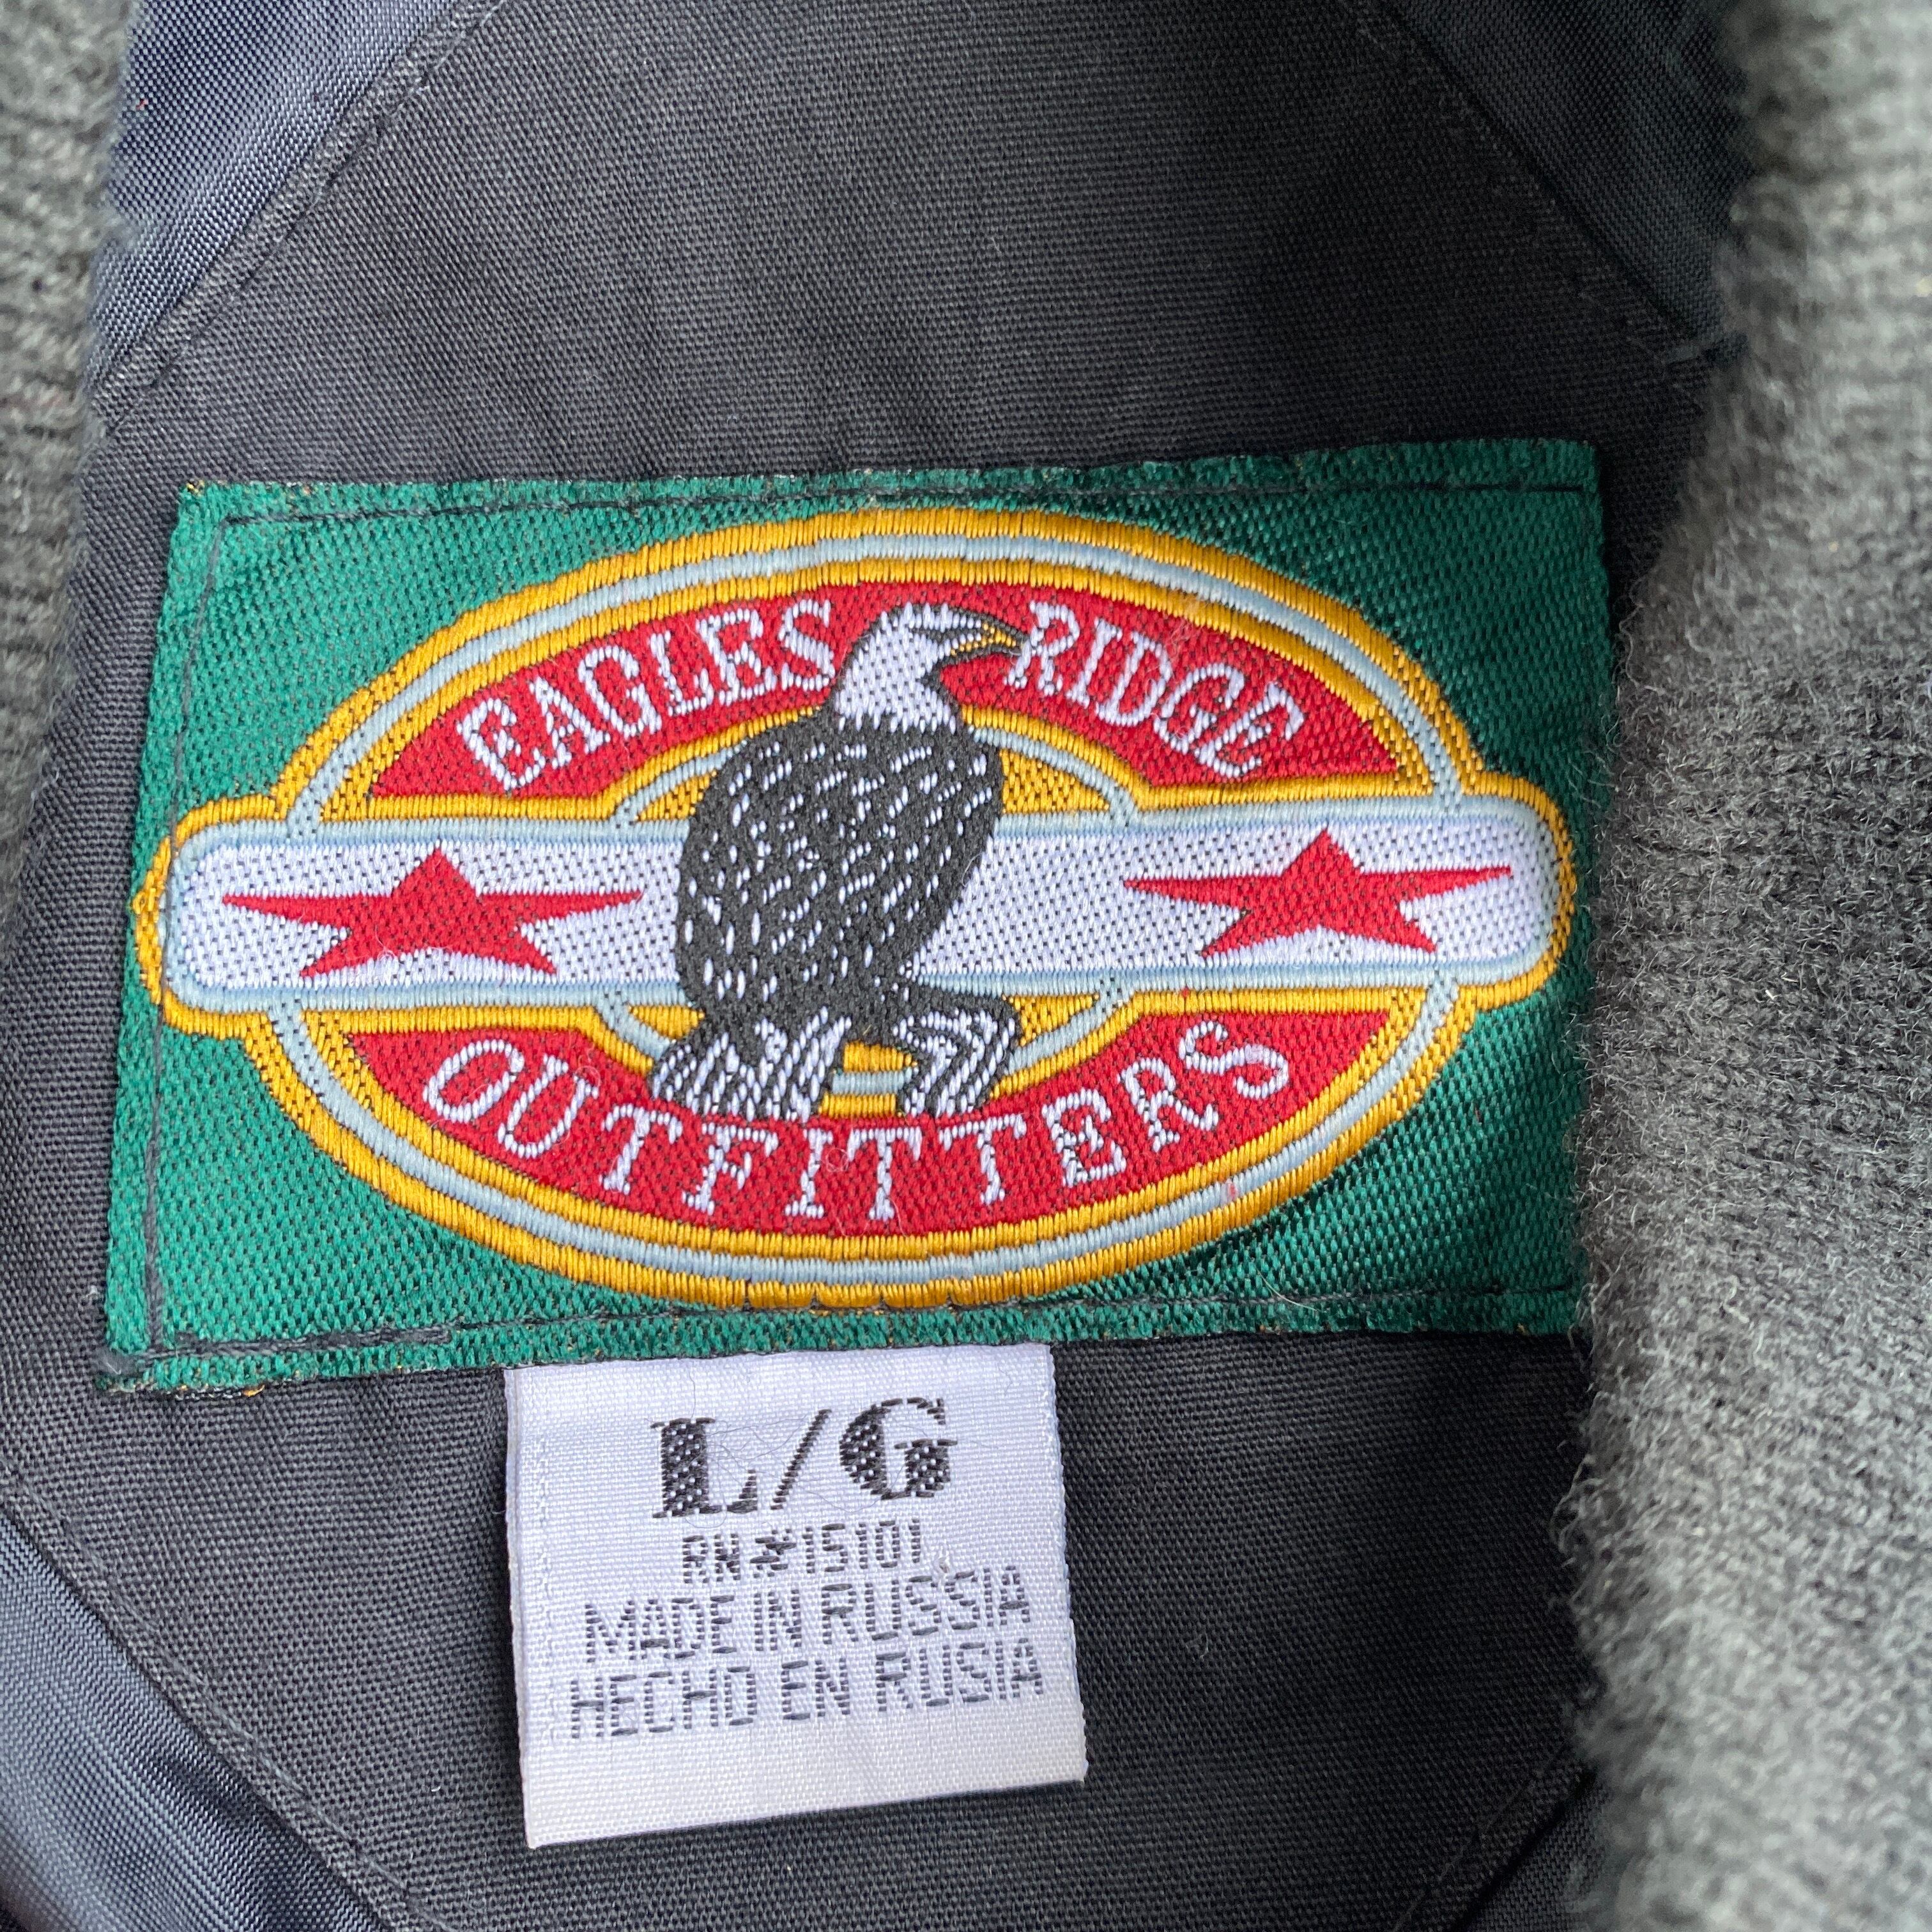 EAGLES RIDGE
OUTFITTERS
L/G
RN#15101
MADE IN RUSSIA
HECHO EN RUSIA